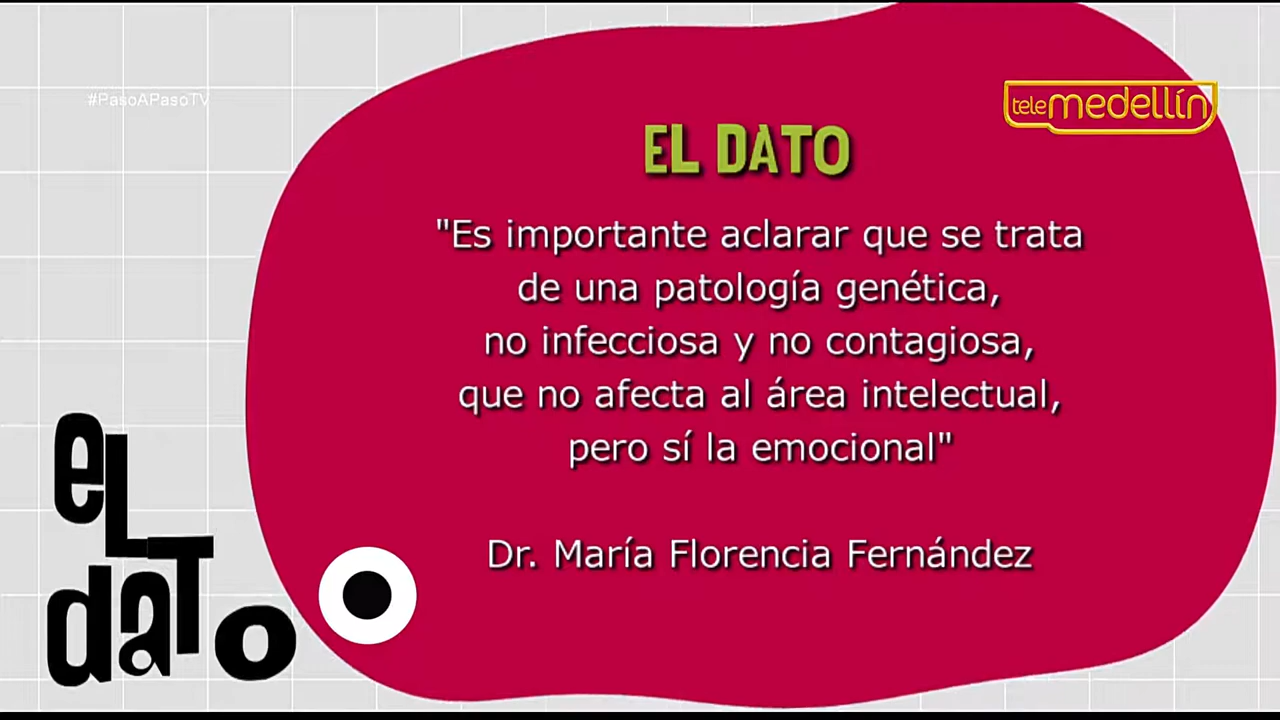 #PasoAPasoTV
telemedellín
EL DATO
"Es importante aclarar que se trata
de una patología genética,
no infecciosa y no contagiosa,
que no afecta al área intelectual,
pero sí la emocional"
Dr. María Florencia Fernández
eL
daTo